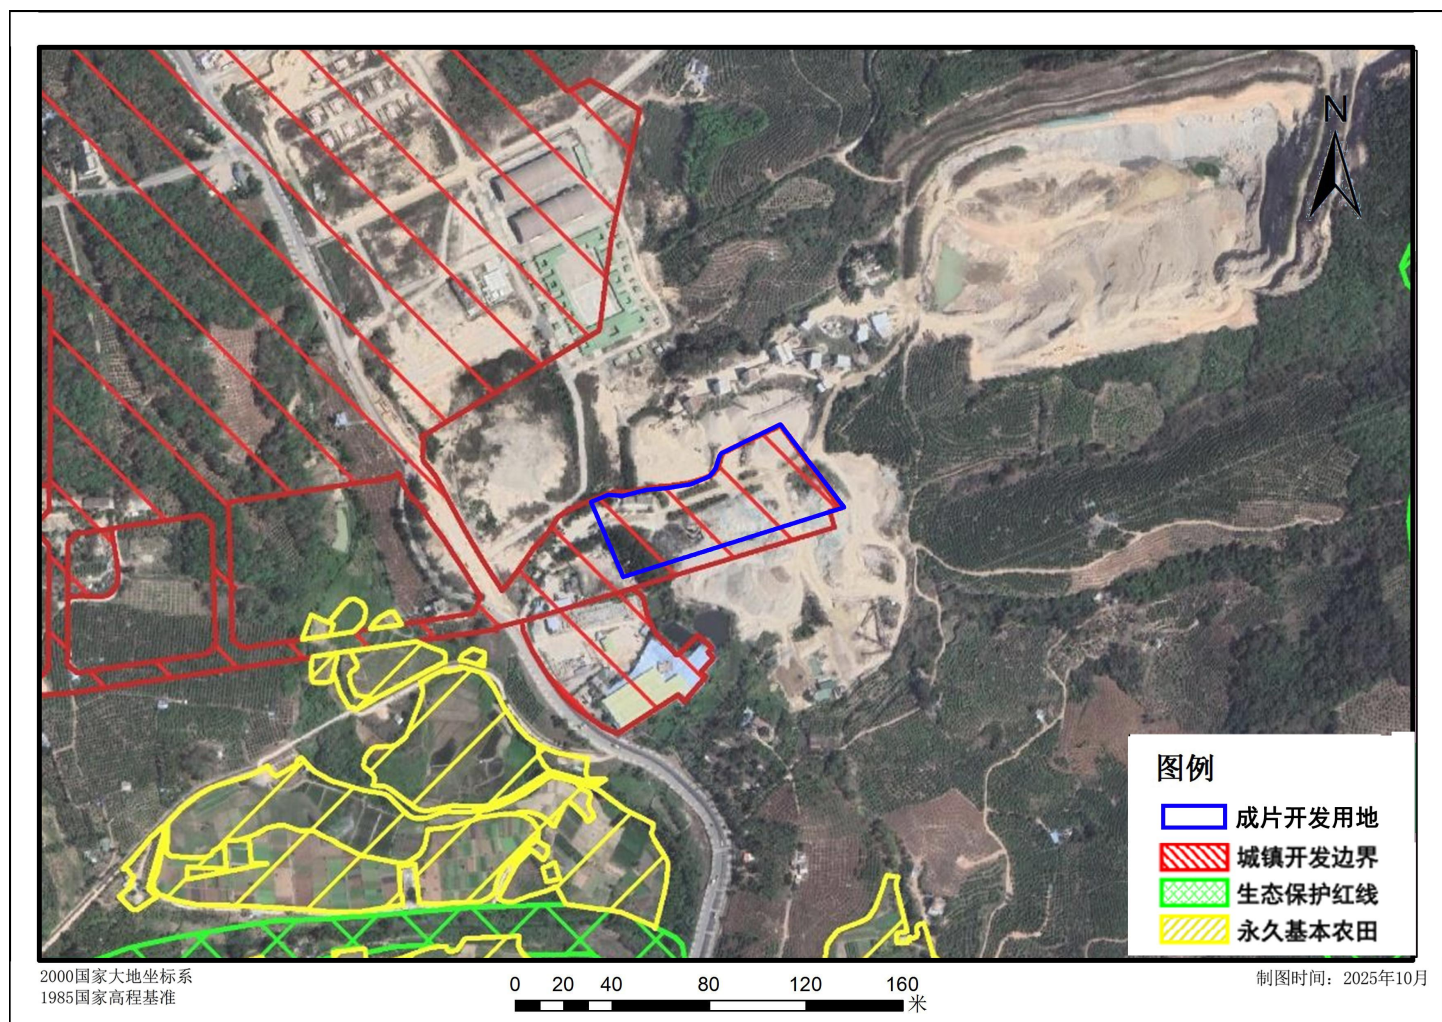 N
图例
成片开发用地
城镇开发边界
生态保护红线
永久基本农田
2000国家大地坐标系
1985国家高程基准
0 20 40 80 120 160
米
制图时间：2025年10月